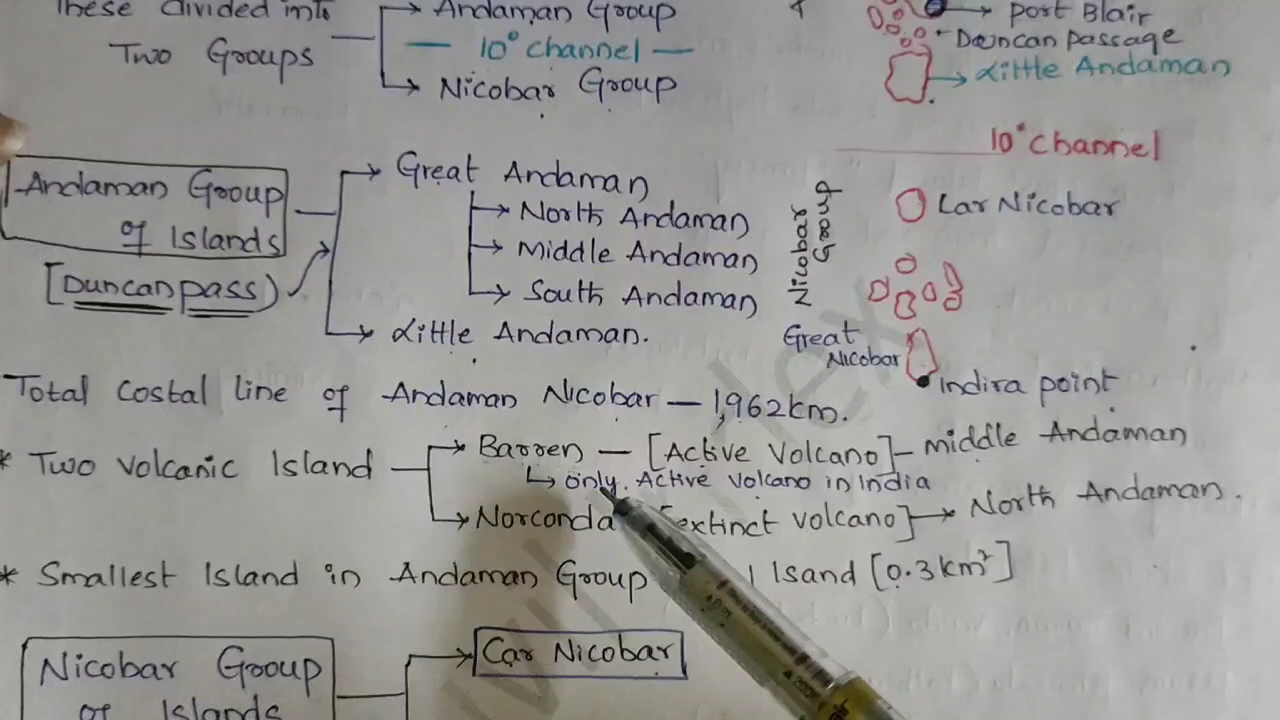 These divided into
Two Groups
Andaman Group
10° channel
Nicobar Group
Port Blair
Duncan passage
Little Andaman
10° channel
Andaman Group
of Islands
[Duncan pass)
Great Andaman
North Andaman
Middle Andaman
South Andaman
Little Andaman.
Nicobar
Group
Car Nicobar
Great
Nicobar
Indira point
Total costal line of Andaman Nicobar – 1,962km.
* Two volcanic Island
Barren – [Active Volcano] – middle Andaman
only. Active volcano in India
Norconda [extinct volcano] → North Andaman.
* Smallest Island in Andaman Group Isand [0.3km²]
Nicobar Group
of Islands
Car Nicobar